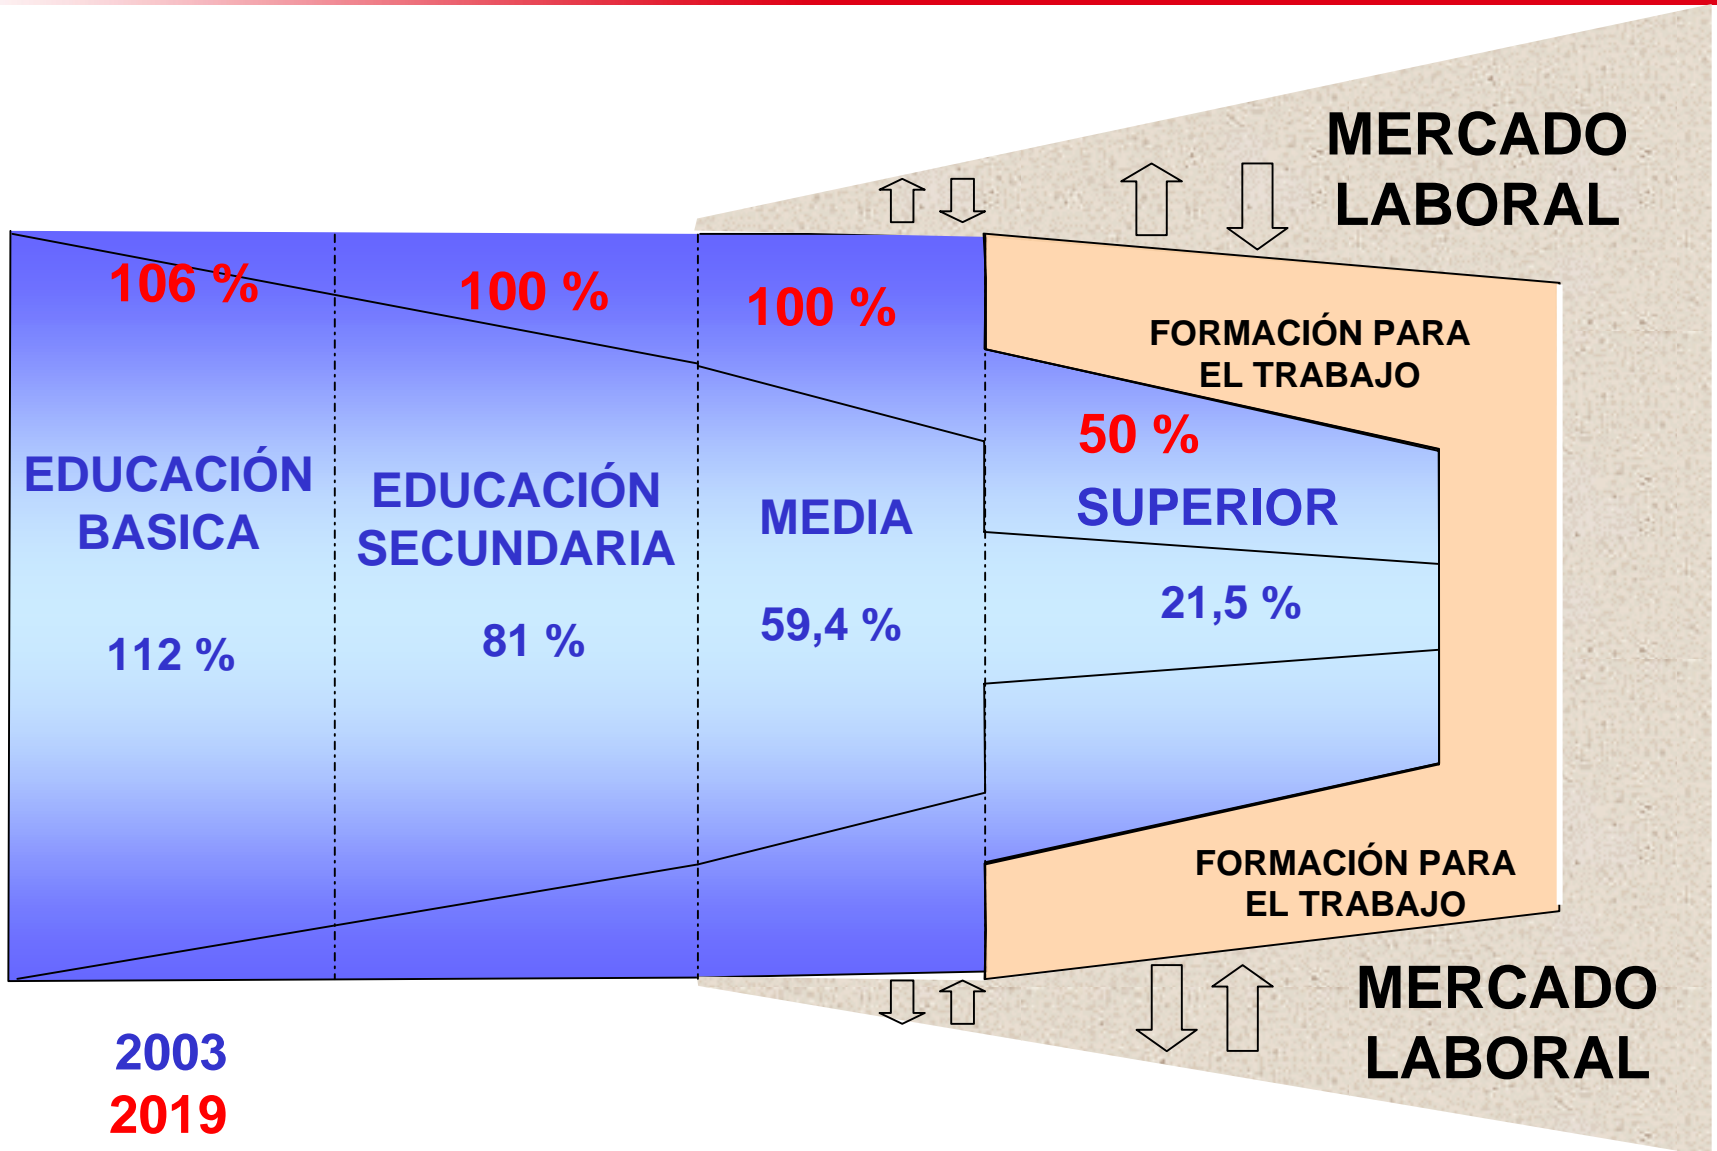 MERCADO
LABORAL
106 %
100 %
100 %
FORMACIÓN PARA
EL TRABAJO
50 %
EDUCACIÓN
BASICA
EDUCACIÓN
SECUNDARIA
MEDIA
SUPERIOR
112 %
81 %
59,4 %
21,5 %
FORMACIÓN PARA
EL TRABAJO
MERCADO
LABORAL
2003
2019